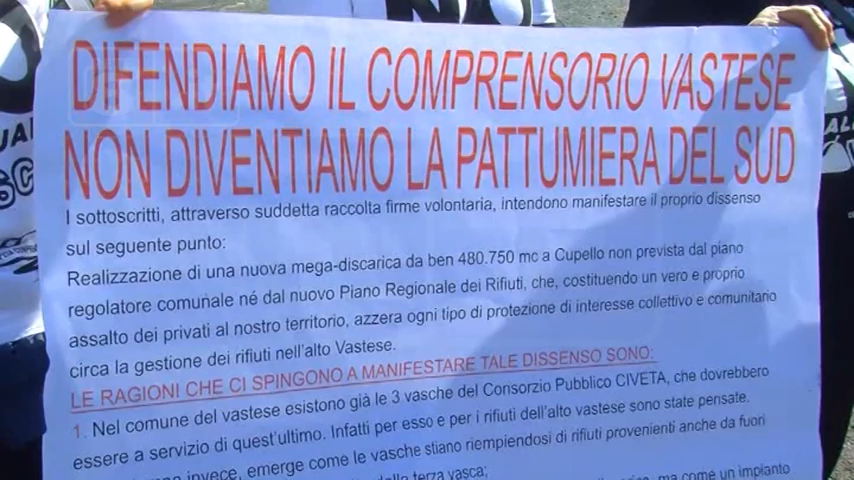 DIFENDIAMO IL COMPRENSORIO VASTESE
NON DIVENTIAMO LA PATTUMIERA DEL SUD
I sottoscritti, attraverso suddetta raccolta firme volontaria, intendono manifestare il proprio dissenso
sul seguente punto:
Realizzazione di una nuova mega-discarica da ben 480.750 mc a Cupello non prevista dal piano
regolatore comunale né dal nuovo Piano Regionale dei Rifiuti, che, costituendo un vero e proprio
assalto dei privati al nostro territorio, azzera ogni tipo di protezione di interesse collettivo e comunitario
circa la gestione dei rifiuti nell'alto Vastese.
LE RAGIONI CHE CI SPINGONO A MANIFESTARE TALE DISSENSO SONO:
1. Nel comune del vastese esistono già le 3 vasche del Consorzio Pubblico CIVETA, che dovrebbero
essere a servizio di quest'ultimo. Infatti per esso e per i rifiuti dell'alto vastese sono state pensate.
invece, emerge come le vasche stiano riempiendosi di rifiuti provenienti anche da fuori
della terza vasca;
ma come un impianto